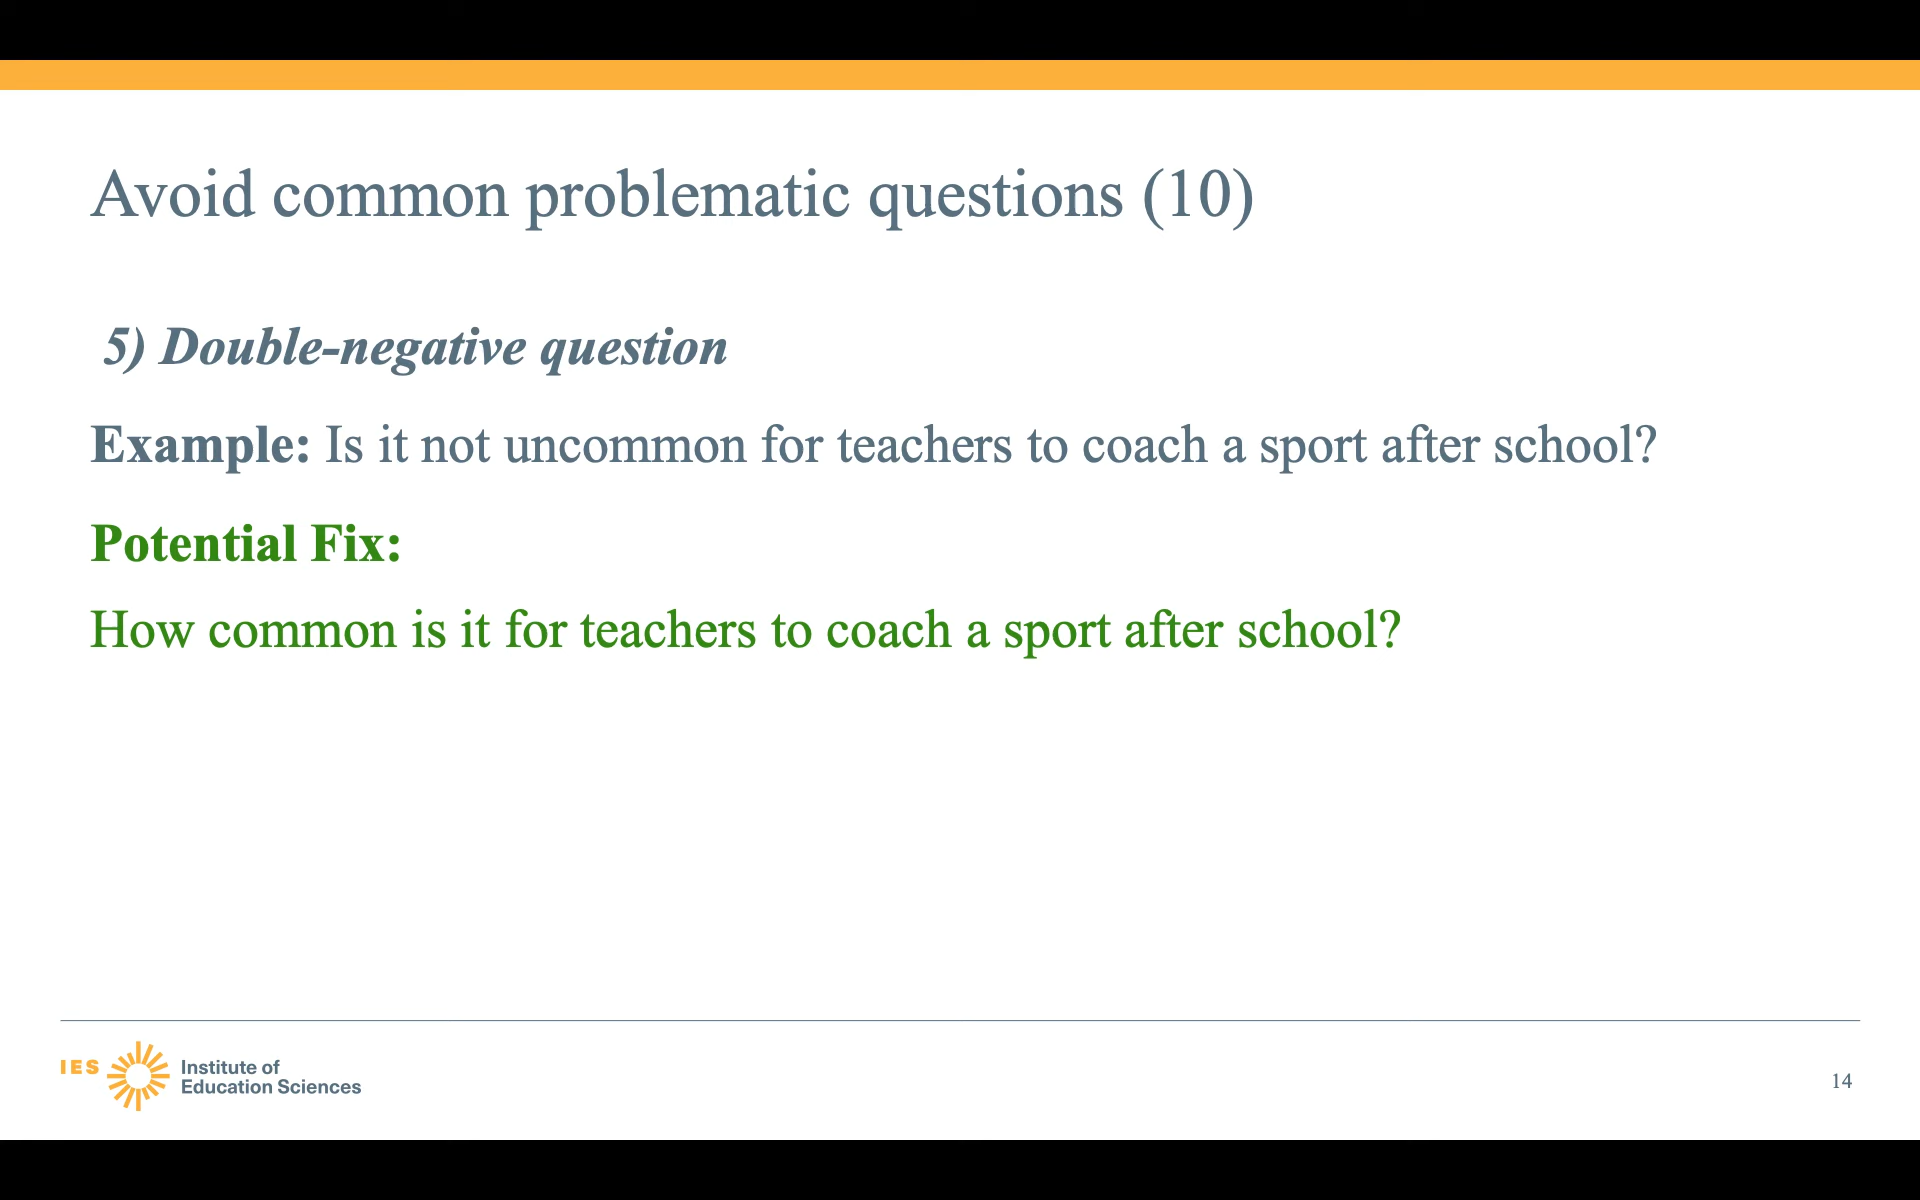 Avoid common problematic questions (10)
5) Double-negative question
Example: Is it not uncommon for teachers to coach a sport after school?
Potential Fix:
How common is it for teachers to coach a sport after school?
IES
Institute of
Education Sciences
14